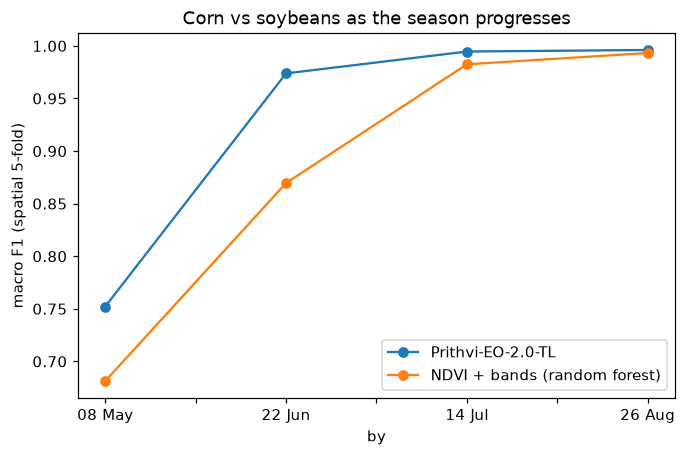 Corn vs soybeans as the season progresses
macro F1 (spatial 5-fold)
1.00
0.95
0.90
0.85
0.80
0.75
0.70
Prithvi-EO-2.0-TL
NDVI + bands (random forest)
08 May
22 Jun
14 Jul
26 Aug
by